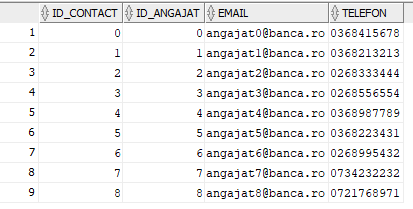 ID_CONTACT ID_ANGAJAT EMAIL TELEFON
1 0 0 angajat0@banca.ro 0368415678
2 1 1 angajat1@banca.ro 0368213213
3 2 2 angajat2@banca.ro 0268333444
4 3 3 angajat3@banca.ro 0268556554
5 4 4 angajat4@banca.ro 0368987789
6 5 5 angajat5@banca.ro 0368223431
7 6 6 angajat6@banca.ro 0268995432
8 7 7 angajat7@banca.ro 0734232232
9 8 8 angajat8@banca.ro 0721768971